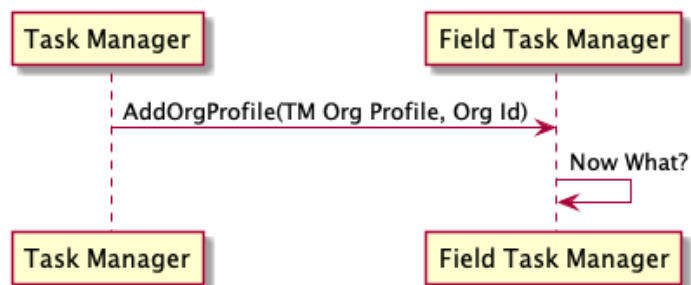 Task Manager
Field Task Manager
AddOrgProfile(TM Org Profile, Org Id)
Now What?
Task Manager
Field Task Manager